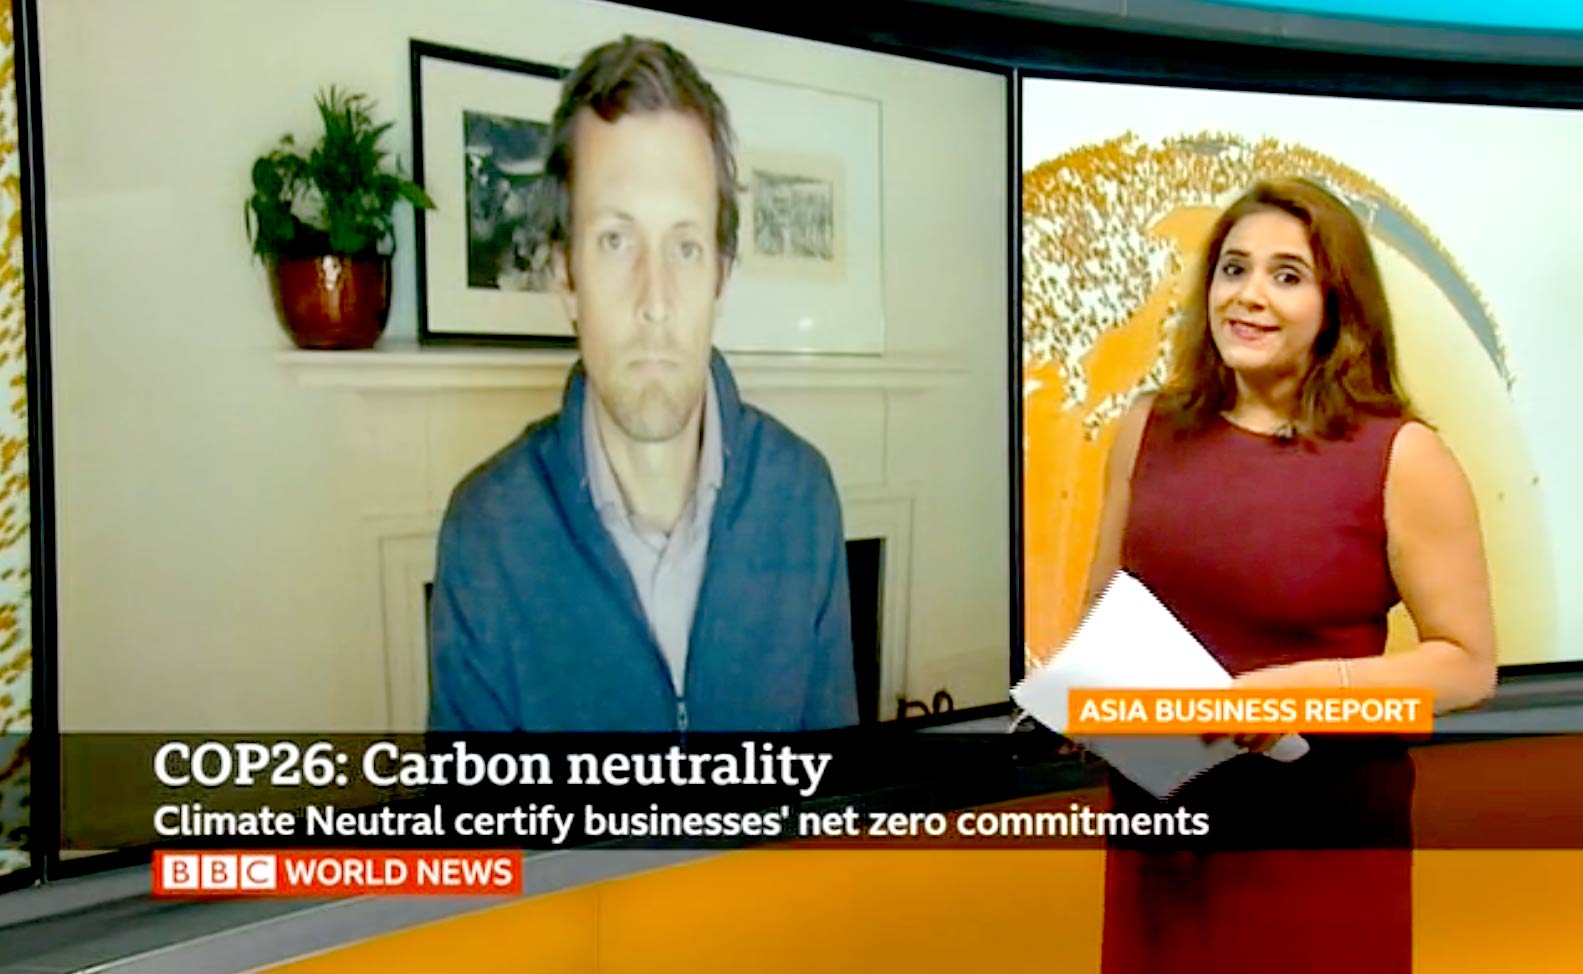 ASIA BUSINESS REPORT
COP26: Carbon neutrality
Climate Neutral certify businesses' net zero commitments
BBC WORLD NEWS